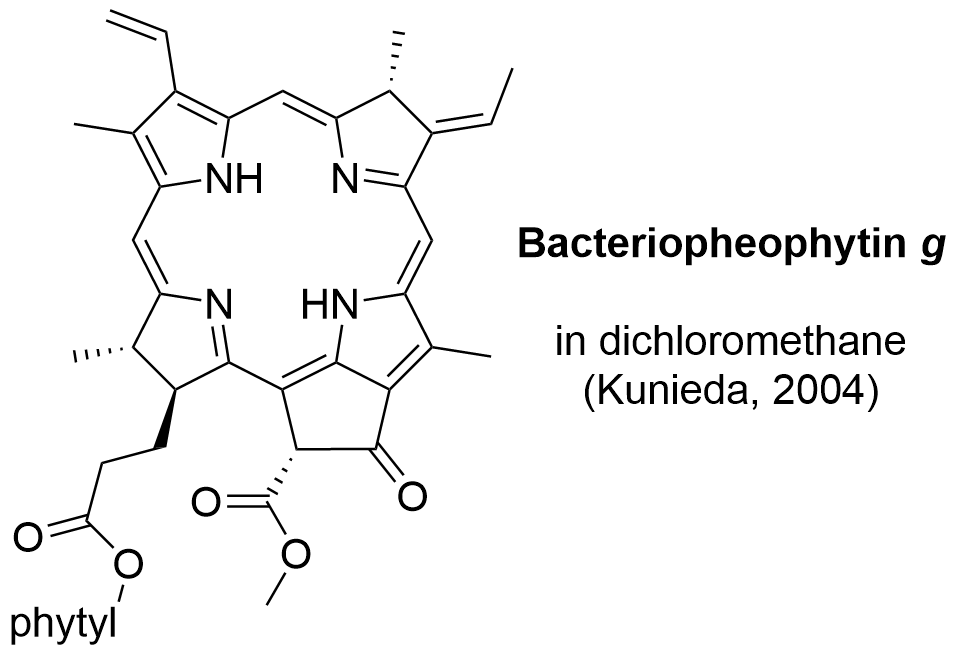 NH
N
Bacteriopheophytin g
N
HN
in dichloromethane
(Kunieda, 2004)
O
O
O
O
O
phytyl